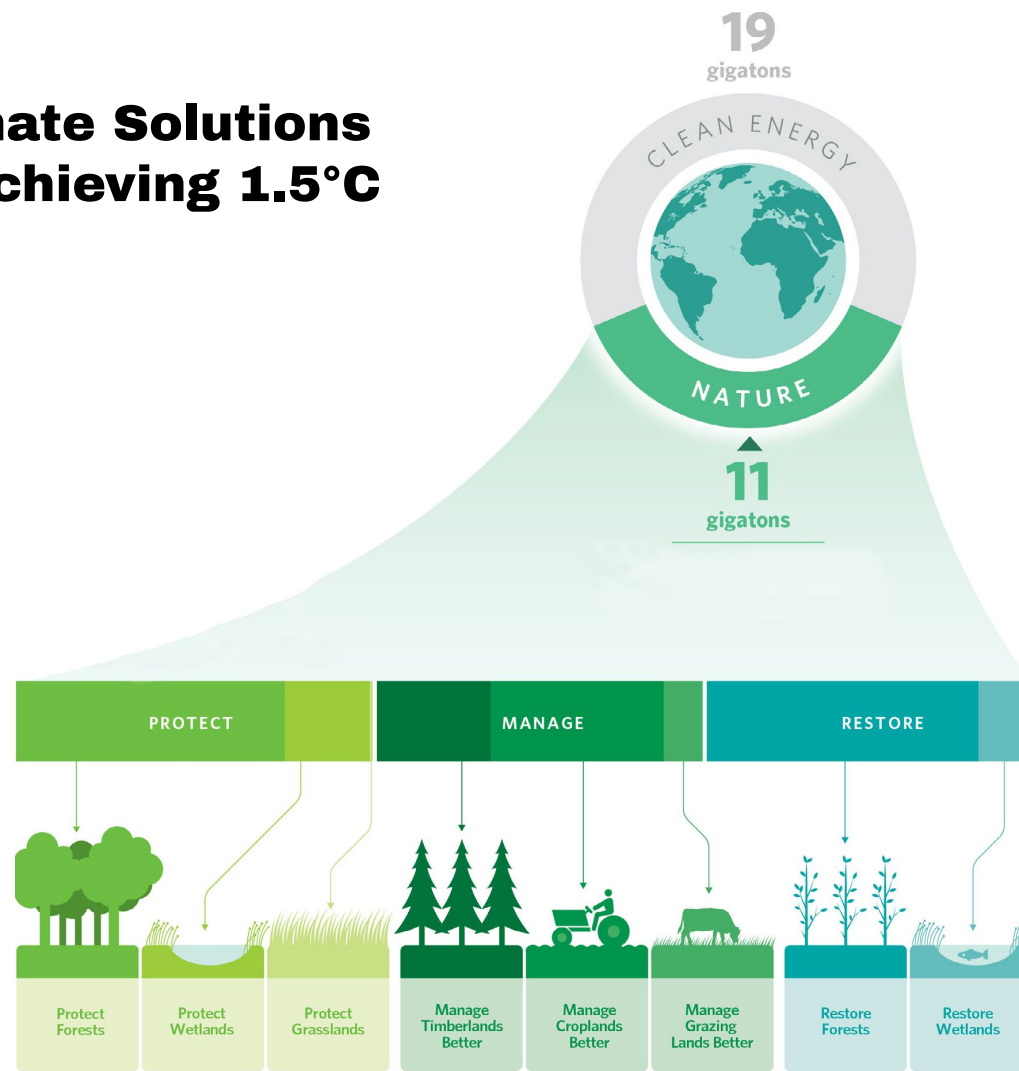 19
gigatons
nate Solutions
chieving 1.5°C
CLEAN ENERGY
NATURE
11
gigatons
PROTECT
MANAGE
RESTORE
Protect
Forests
Protect
Wetlands
Protect
Grasslands
Manage
Timberlands
Better
Manage
Croplands
Better
Manage
Grazing
Lands Better
Restore
Forests
Restore
Wetlands